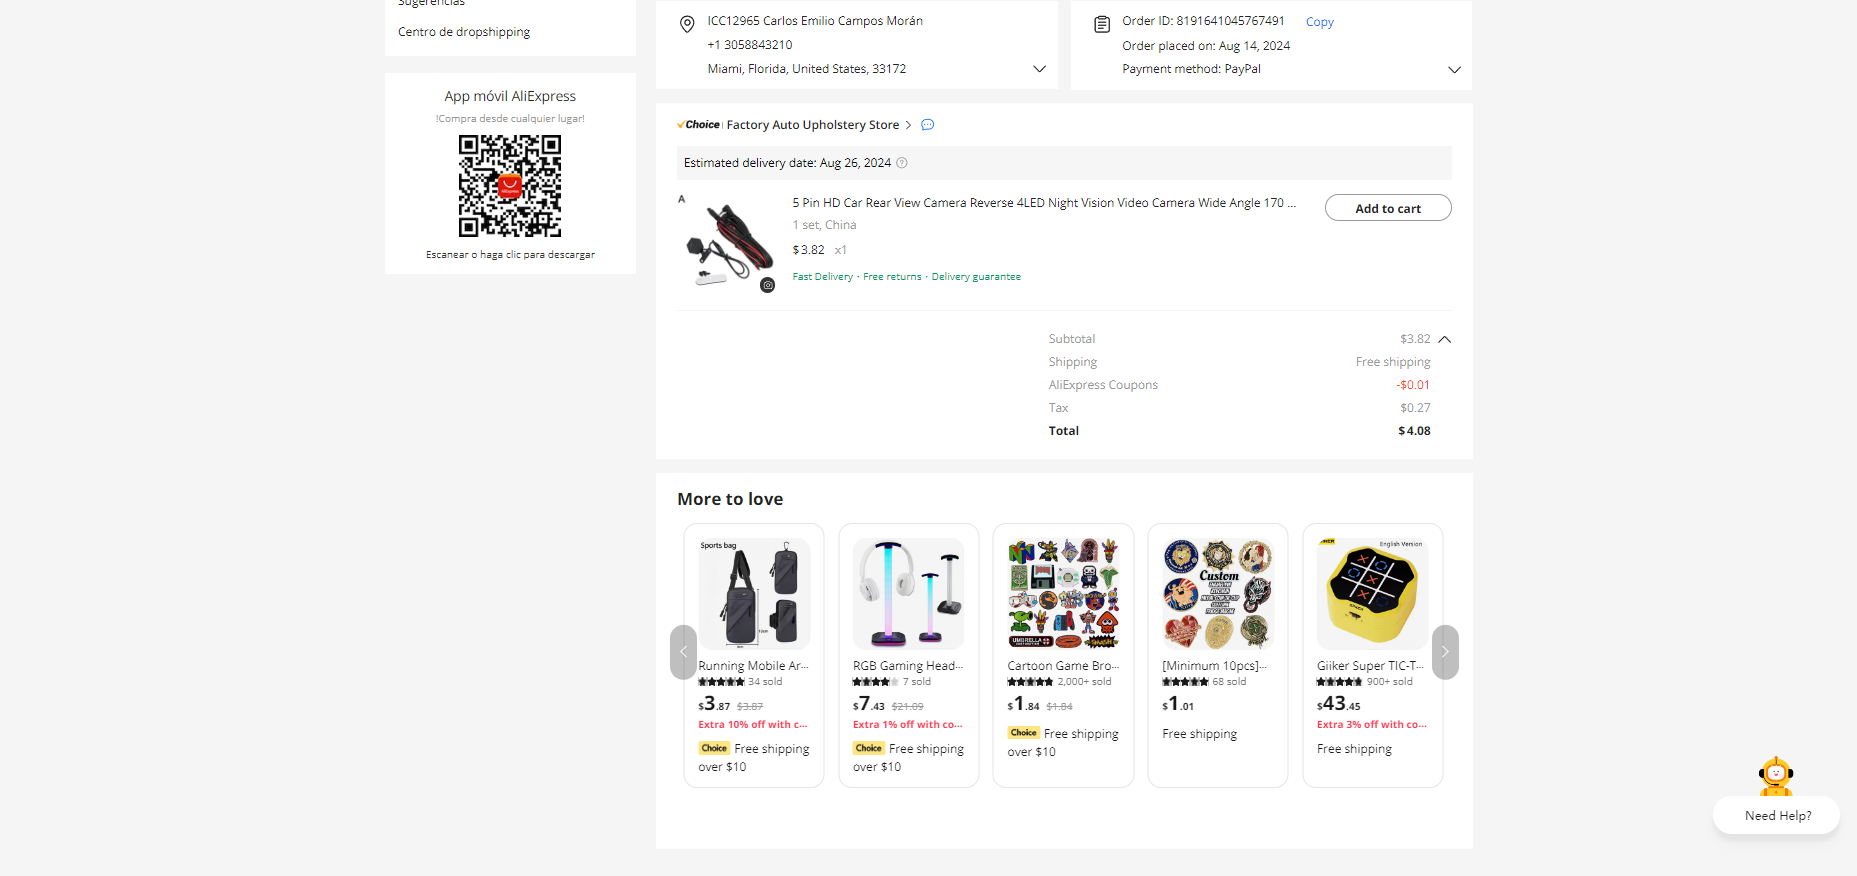 Sugerencias
Centro de dropshipping
App móvil AliExpress
!Compra desde cualquier lugar!
AliExpress
Escanear o haga clic para descargar
ICC12965 Carlos Emilio Campos Morán
+1 3058843210
Miami, Florida, United States, 33172
Order ID: 8191641045767491 Copy
Order placed on: Aug 14, 2024
Payment method: PayPal
Choice Factory Auto Upholstery Store
Estimated delivery date: Aug 26, 2024
A
5 Pin HD Car Rear View Camera Reverse 4LED Night Vision Video Camera Wide Angle 170 ...
Add to cart
1 set, China
$3.82 x1
Fast Delivery · Free returns · Delivery guarantee
Subtotal $3.82
Shipping Free shipping
AliExpress Coupons -$0.01
Tax $0.27
Total $4.08
More to love
Sports bag
Running Mobile Ar...
34 sold
$3.87 $3.87
Extra 10% off with c...
Choice Free shipping
over $10
RGB Gaming Head...
7 sold
$7.43 $21.09
Extra 1% off with co...
Choice Free shipping
over $10
UMBRELLA
Cartoon Game Bro...
2,000+ sold
$1.84 $1.84
Choice Free shipping
over $10
Custom
[Minimum 10pcs]...
68 sold
$1.01
Free shipping
English Version
Giiker Super TIC-T...
900+ sold
$43.45
Extra 3% off with co...
Free shipping
Need Help?